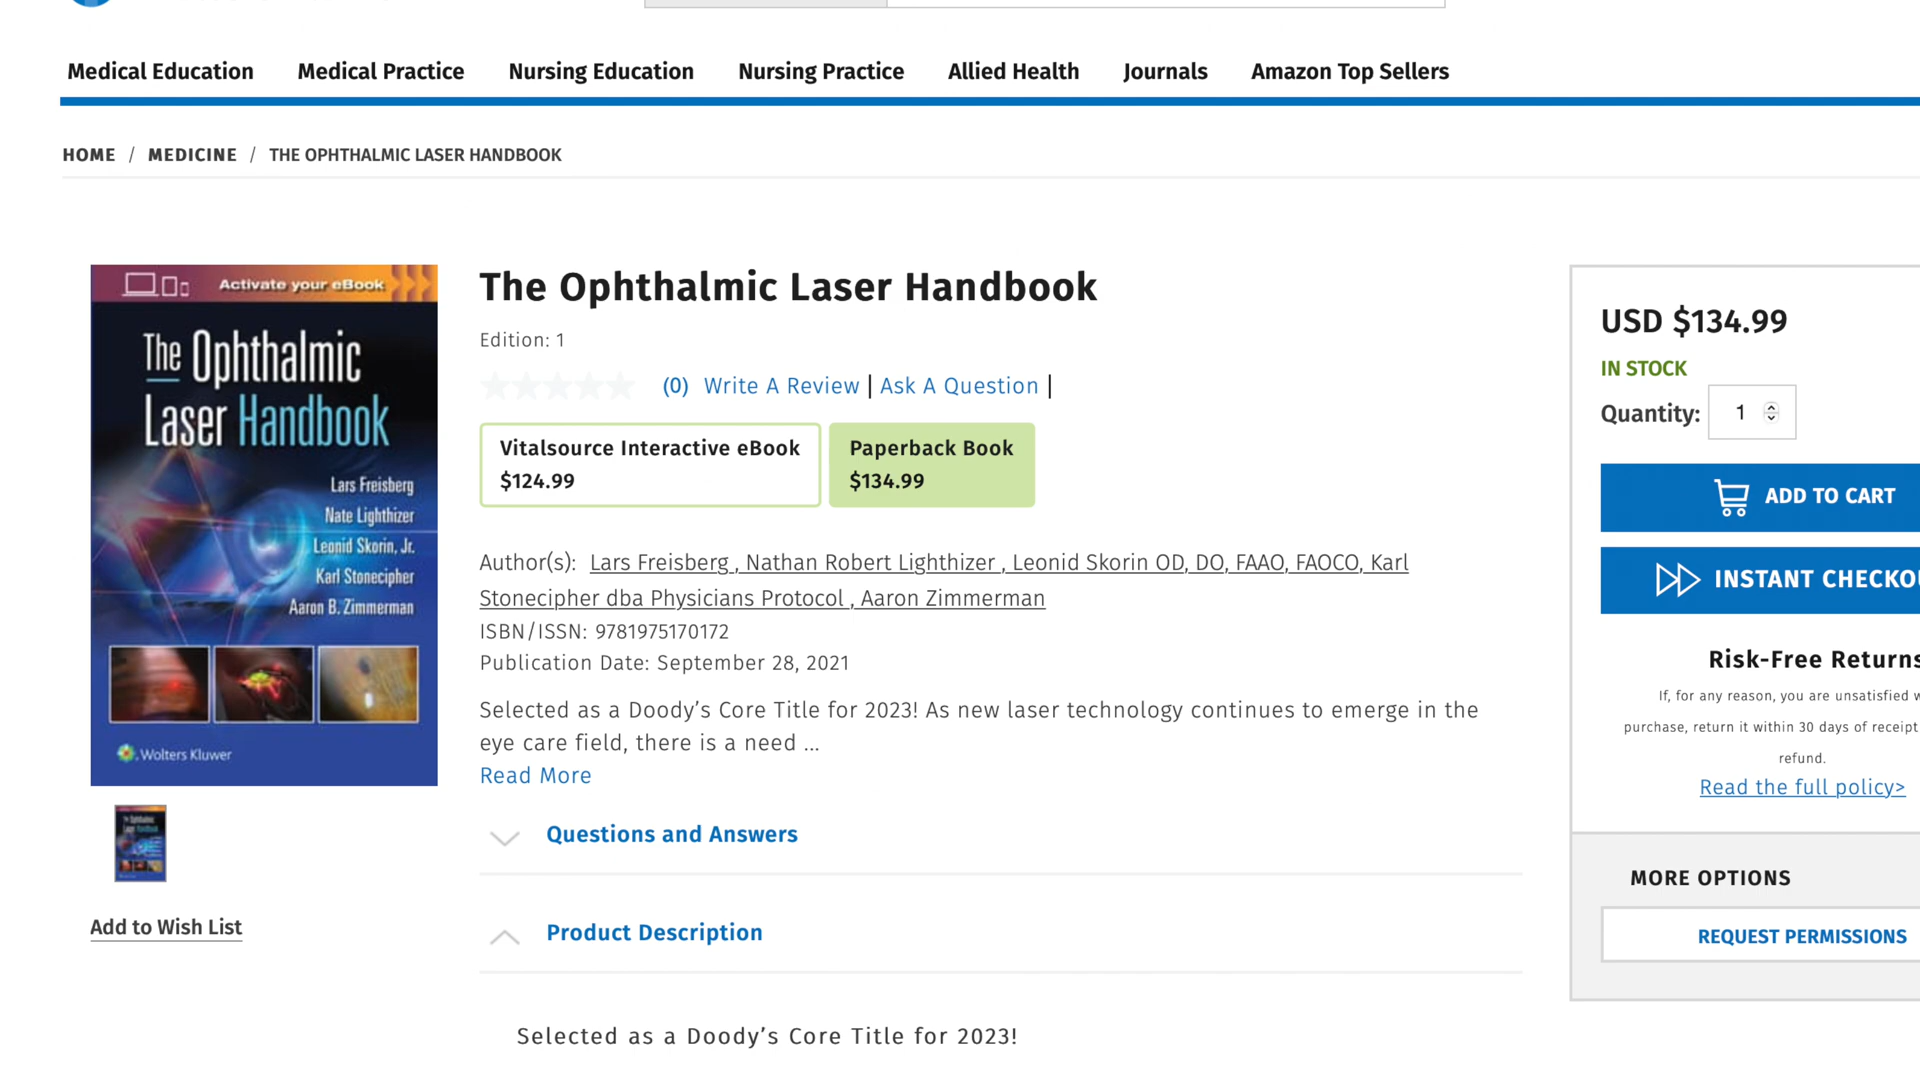 Medical Education Medical Practice Nursing Education Nursing Practice Allied Health Journals Amazon Top Sellers
HOME / MEDICINE / THE OPHTHALMIC LASER HANDBOOK
Activate your eBook
The Ophthalmic
Laser Handbook
Lars Freisberg
Nate Lighthizer
Leonid Skorin, Jr.
Karl Stonecipher
Aaron B. Zimmerman
Wolters Kluwer
Add to Wish List
The Ophthalmic Laser Handbook
Edition: 1
(0) Write A Review | Ask A Question |
Vitalsource Interactive eBook
$124.99
Paperback Book
$134.99
Author(s): Lars Freisberg , Nathan Robert Lighthizer , Leonid Skorin OD, DO, FAAO, FAOCO, Karl
Stonecipher dba Physicians Protocol , Aaron Zimmerman
ISBN/ISSN: 9781975170172
Publication Date: September 28, 2021
Selected as a Doody’s Core Title for 2023! As new laser technology continues to emerge in the
eye care field, there is a need ...
Read More
Questions and Answers
Product Description
Selected as a Doody’s Core Title for 2023!
USD $134.99
IN STOCK
Quantity: 1
ADD TO CART
INSTANT CHECKO
Risk-Free Returns
If, for any reason, you are unsatisfied w
purchase, return it within 30 days of receipt
refund.
Read the full policy>
MORE OPTIONS
REQUEST PERMISSIONS